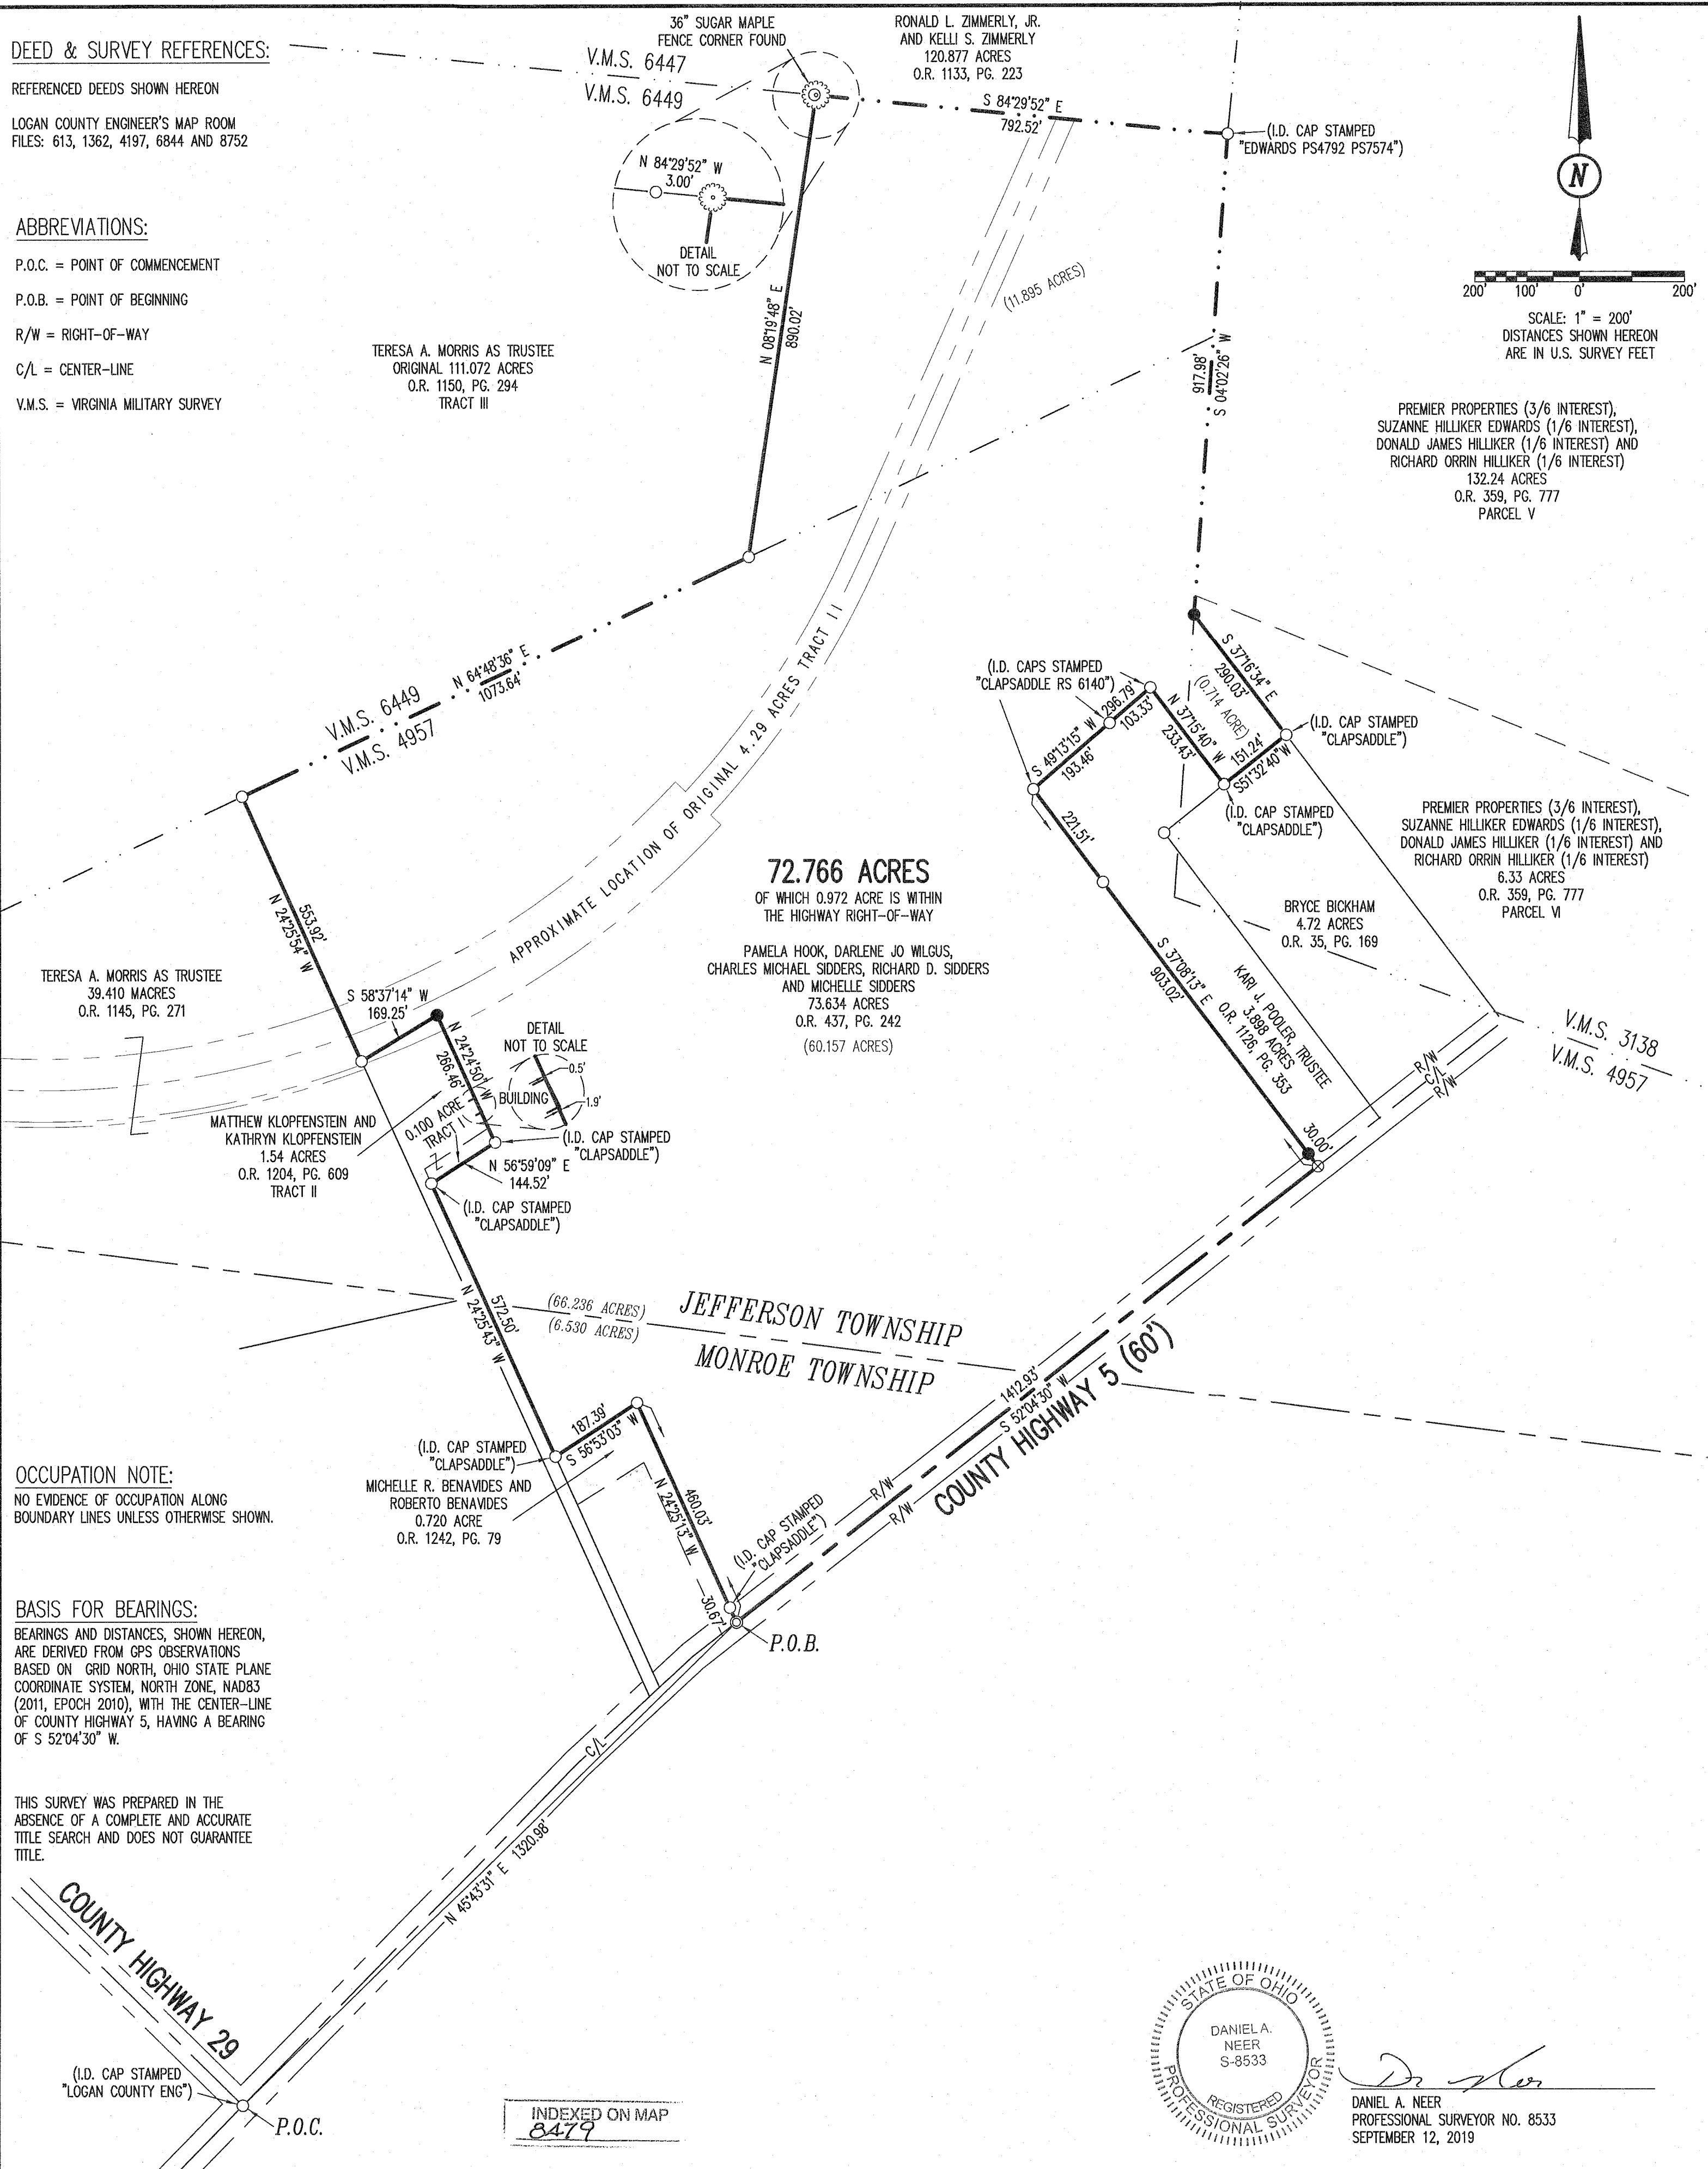 DEED & SURVEY REFERENCES:
REFERENCED DEEDS SHOWN HEREON
LOGAN COUNTY ENGINEER'S MAP ROOM
FILES: 613, 1362, 4197, 6844 AND 8752
ABBREVIATIONS:
P.O.C. = POINT OF COMMENCEMENT
P.O.B. = POINT OF BEGINNING
R/W = RIGHT-OF-WAY
C/L = CENTER-LINE
V.M.S. = VIRGINIA MILITARY SURVEY
36" SUGAR MAPLE
FENCE CORNER FOUND
V.M.S. 6447
V.M.S. 6449
RONALD L. ZIMMERLY, JR.
AND KELLI S. ZIMMERLY
120.877 ACRES
O.R. 1133, PG. 223
S 84°29'52" E
792.52'
(I.D. CAP STAMPED
"EDWARDS PS4792 PS7574")
N
200' 100' 0' 200'
SCALE: 1" = 200'
DISTANCES SHOWN HEREON
ARE IN U.S. SURVEY FEET
N 84°29'52" W
3.00'
DETAIL
NOT TO SCALE
N 08°19'48" E
890.02'
(11.895 ACRES)
917.98'
S 04°02'26" W
TERESA A. MORRIS AS TRUSTEE
ORIGINAL 111.072 ACRES
O.R. 1150, PG. 294
TRACT III
PREMIER PROPERTIES (3/6 INTEREST),
SUZANNE HILLIKER EDWARDS (1/6 INTEREST),
DONALD JAMES HILLIKER (1/6 INTEREST) AND
RICHARD ORRIN HILLIKER (1/6 INTEREST)
132.24 ACRES
O.R. 359, PG. 777
PARCEL V
N 64°48'36" E
1073.64'
V.M.S. 6449
V.M.S. 4957
APPROXIMATE LOCATION OF ORIGINAL 4.29 ACRES TRACT II
(I.D. CAPS STAMPED
"CLAPSADDLE RS 6140")
S 37°16'34" E
290.03'
(0.714 ACRE)
N 37°15'40" W
233.43'
296.79'
103.33'
S 49°13'15" W
193.46'
151.24'
S51°32'40"W
(I.D. CAP STAMPED
"CLAPSADDLE")
(I.D. CAP STAMPED
"CLAPSADDLE")
221.51'
PREMIER PROPERTIES (3/6 INTEREST),
SUZANNE HILLIKER EDWARDS (1/6 INTEREST),
DONALD JAMES HILLIKER (1/6 INTEREST) AND
RICHARD ORRIN HILLIKER (1/6 INTEREST)
6.33 ACRES
O.R. 359, PG. 777
PARCEL VI
72.766 ACRES
OF WHICH 0.972 ACRE IS WITHIN
THE HIGHWAY RIGHT-OF-WAY
PAMELA HOOK, DARLENE JO WILGUS,
CHARLES MICHAEL SIDDERS, RICHARD D. SIDDERS
AND MICHELLE SIDDERS
73.634 ACRES
O.R. 437, PG. 242
(60.157 ACRES)
BRYCE BICKHAM
4.72 ACRES
O.R. 35, PG. 169
KARI J. POOLER, TRUSTEE
3.898 ACRES
O.R. 1126, PG. 353
S 37°08'13" E
903.02'
30.00'
V.M.S. 3138
V.M.S. 4957
R/W
C/L
R/W
553.92'
N 24°25'54" W
TERESA A. MORRIS AS TRUSTEE
39.410 MACRES
O.R. 1145, PG. 271
S 58°37'14" W
169.25'
N 24°24'50" W
266.46'
DETAIL
NOT TO SCALE
0.5'
BUILDING
1.9'
0.100 ACRE
TRACT I
MATTHEW KLOPFENSTEIN AND
KATHRYN KLOPFENSTEIN
1.54 ACRES
O.R. 1204, PG. 609
TRACT II
(I.D. CAP STAMPED
"CLAPSADDLE")
N 56°59'09" E
144.52'
(I.D. CAP STAMPED
"CLAPSADDLE")
572.50'
N 24°25'43" W
(66.236 ACRES)
(6.530 ACRES)
JEFFERSON TOWNSHIP
MONROE TOWNSHIP
1412.93'
S 52°04'30" W
COUNTY HIGHWAY 5 (60')
R/W
R/W
187.39'
S 56°53'03" W
(I.D. CAP STAMPED
"CLAPSADDLE")
MICHELLE R. BENAVIDES AND
ROBERTO BENAVIDES
0.720 ACRE
O.R. 1242, PG. 79
460.03'
N 24°25'13" W
(I.D. CAP STAMPED
"CLAPSADDLE")
30.67'
P.O.B.
OCCUPATION NOTE:
NO EVIDENCE OF OCCUPATION ALONG
BOUNDARY LINES UNLESS OTHERWISE SHOWN.
BASIS FOR BEARINGS:
BEARINGS AND DISTANCES, SHOWN HEREON,
ARE DERIVED FROM GPS OBSERVATIONS
BASED ON GRID NORTH, OHIO STATE PLANE
COORDINATE SYSTEM, NORTH ZONE, NAD83
(2011, EPOCH 2010), WITH THE CENTER-LINE
OF COUNTY HIGHWAY 5, HAVING A BEARING
OF S 52°04'30" W.
THIS SURVEY WAS PREPARED IN THE
ABSENCE OF A COMPLETE AND ACCURATE
TITLE SEARCH AND DOES NOT GUARANTEE
TITLE.
C/L
N 45°43'31" E 1320.98'
COUNTY HIGHWAY 29
(I.D. CAP STAMPED
"LOGAN COUNTY ENG")
P.O.C.
INDEXED ON MAP
8479
STATE OF OHIO
DANIEL A.
NEER
S-8533
REGISTERED
PROFESSIONAL SURVEYOR
DANIEL A. NEER
PROFESSIONAL SURVEYOR NO. 8533
SEPTEMBER 12, 2019